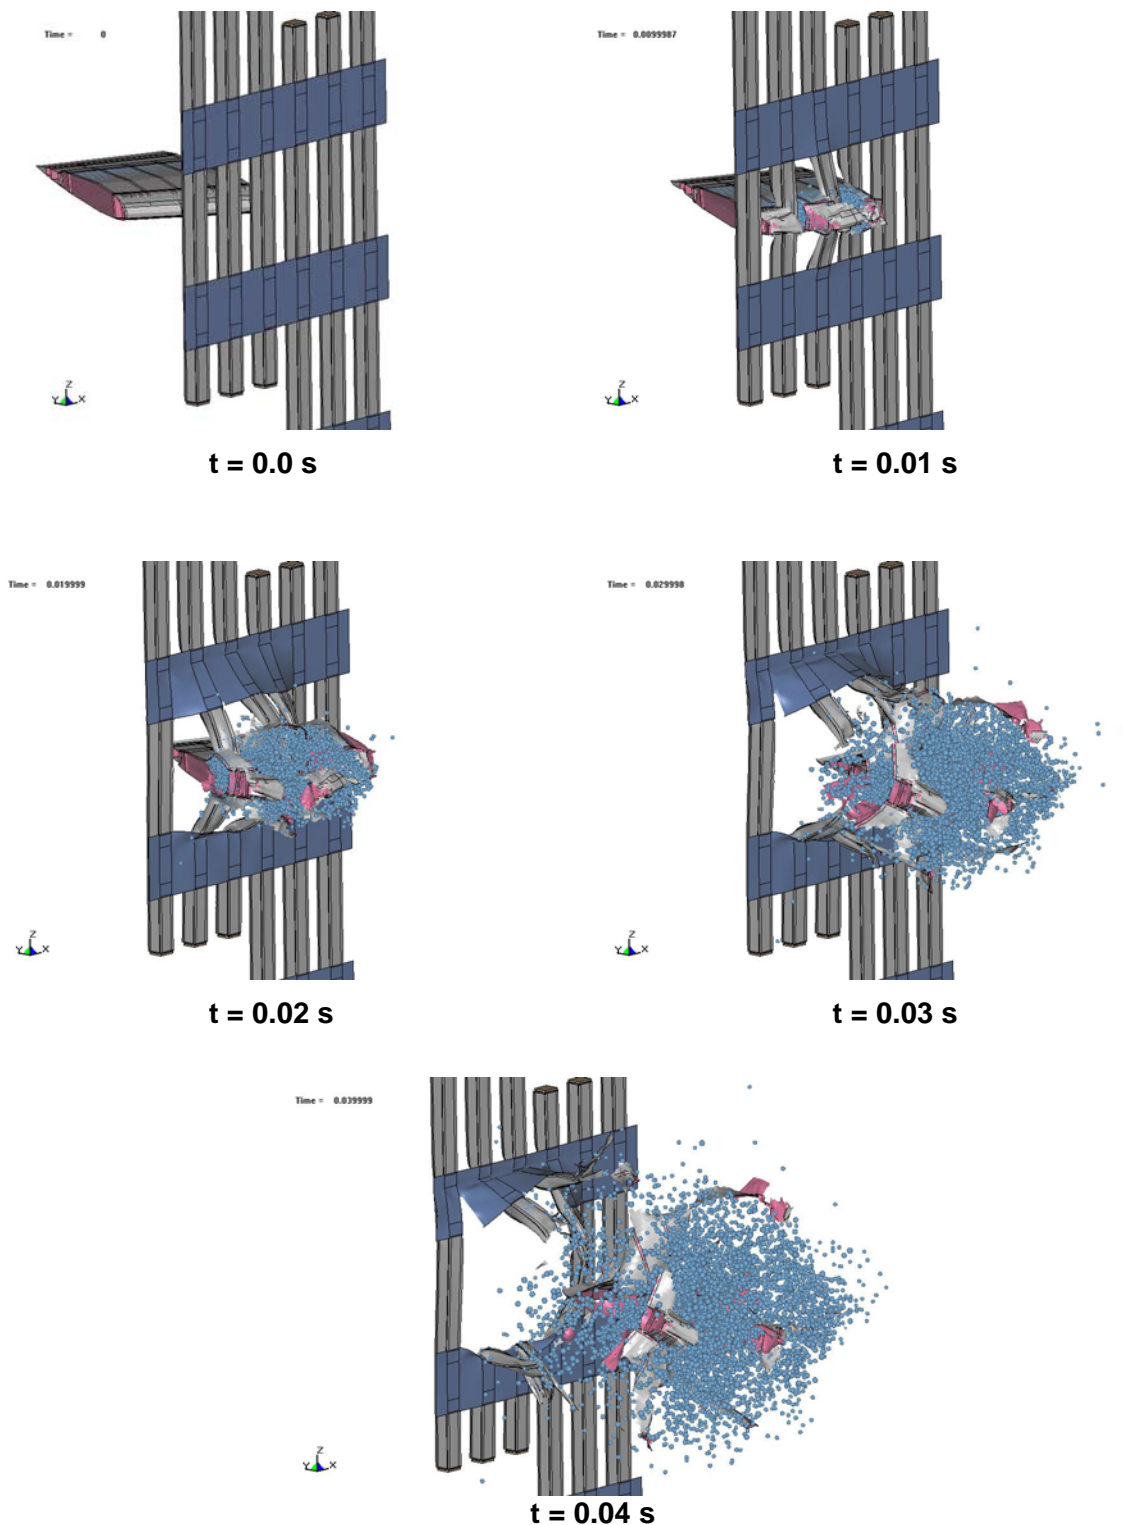 Time = 0
Time = 0.0099987
Z
Y X
Z
Y X
t = 0.0 s
t = 0.01 s
Time = 0.019999
Time = 0.029998
Z
Y X
Z
Y X
t = 0.02 s
t = 0.03 s
Time = 0.039999
Z
Y X
t = 0.04 s